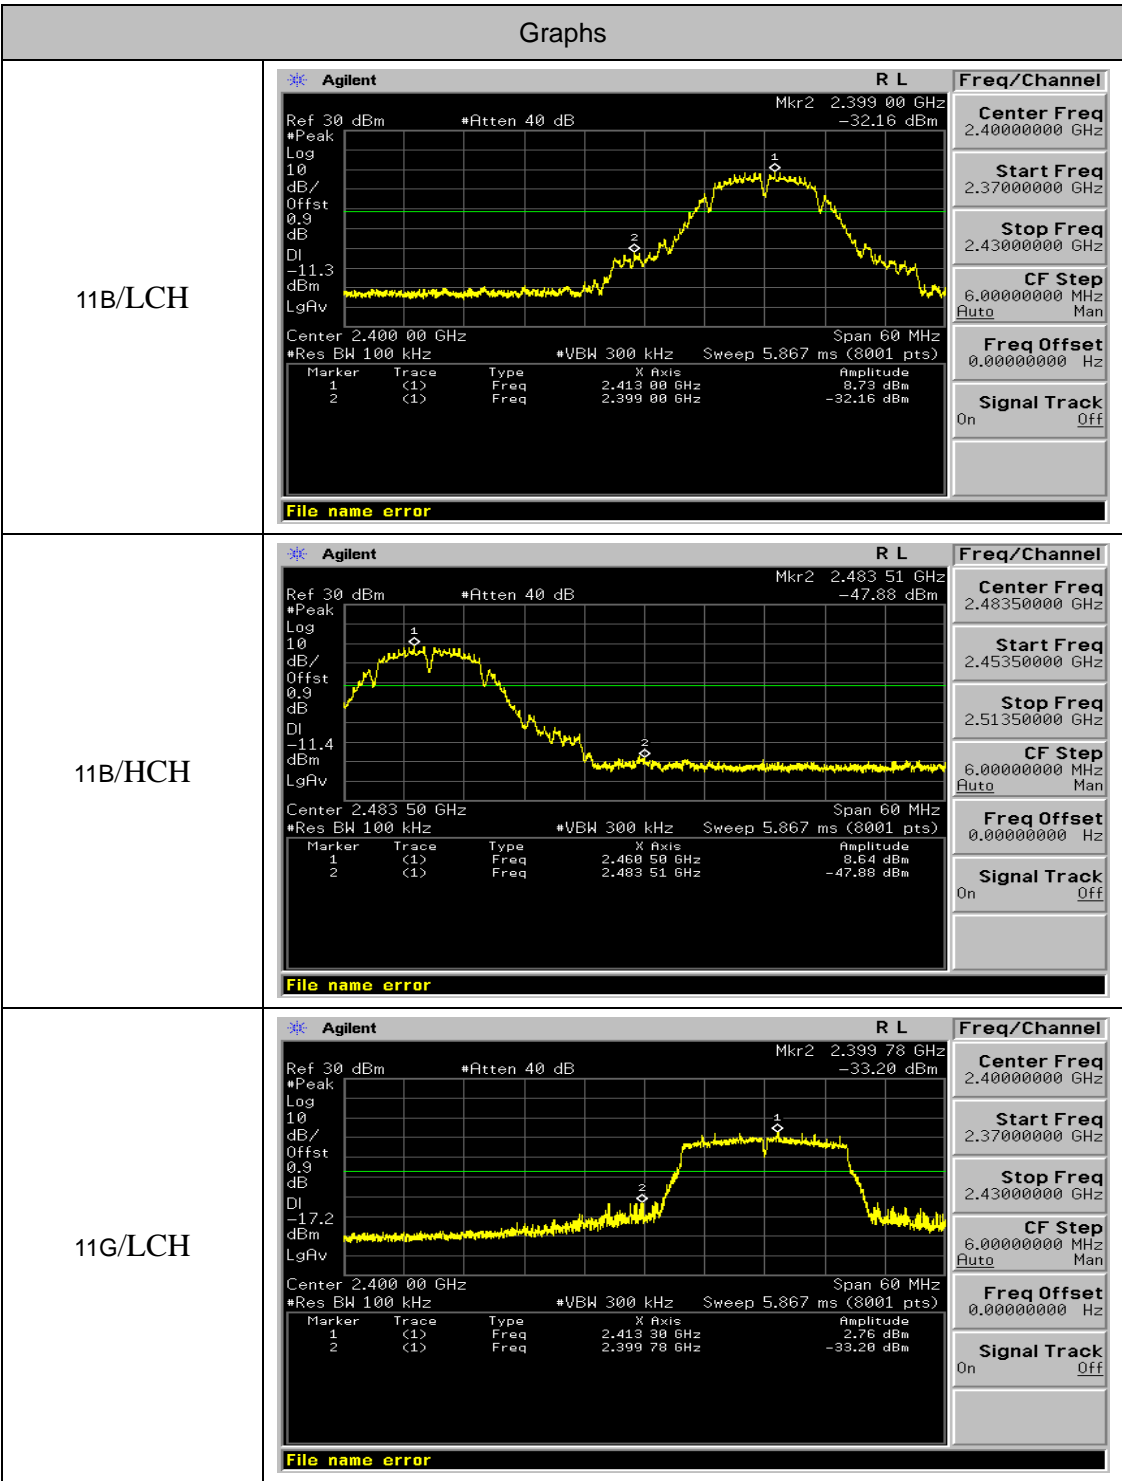 Graphs
11B/LCH
Agilent R L Freq/Channel
Mkr2 2.399 00 GHz
Ref 30 dBm #Atten 40 dB -32.16 dBm
#Peak
Log
10
dB/
Offst
0.9
dB
DI
-11.3
dBm
LgAv
1
2
Center 2.400 00 GHz Span 60 MHz
#Res BW 100 kHz #VBW 300 kHz Sweep 5.867 ms (8001 pts)
Marker Trace Type X Axis Amplitude
1 (1) Freq 2.413 00 GHz 8.73 dBm
2 (1) Freq 2.399 00 GHz -32.16 dBm
File name error
Center Freq
2.40000000 GHz
Start Freq
2.37000000 GHz
Stop Freq
2.43000000 GHz
CF Step
6.00000000 MHz
Auto Man
Freq Offset
0.00000000 Hz
Signal Track
On Off
11B/HCH
Agilent R L Freq/Channel
Mkr2 2.483 51 GHz
Ref 30 dBm #Atten 40 dB -47.88 dBm
#Peak
Log
10
dB/
Offst
0.9
dB
DI
-11.4
dBm
LgAv
1
2
Center 2.483 50 GHz Span 60 MHz
#Res BW 100 kHz #VBW 300 kHz Sweep 5.867 ms (8001 pts)
Marker Trace Type X Axis Amplitude
1 (1) Freq 2.460 50 GHz 8.64 dBm
2 (1) Freq 2.483 51 GHz -47.88 dBm
File name error
Center Freq
2.48350000 GHz
Start Freq
2.45350000 GHz
Stop Freq
2.51350000 GHz
CF Step
6.00000000 MHz
Auto Man
Freq Offset
0.00000000 Hz
Signal Track
On Off
11G/LCH
Agilent R L Freq/Channel
Mkr2 2.399 78 GHz
Ref 30 dBm #Atten 40 dB -33.20 dBm
#Peak
Log
10
dB/
Offst
0.9
dB
DI
-17.2
dBm
LgAv
1
2
Center 2.400 00 GHz Span 60 MHz
#Res BW 100 kHz #VBW 300 kHz Sweep 5.867 ms (8001 pts)
Marker Trace Type X Axis Amplitude
1 (1) Freq 2.413 30 GHz 2.76 dBm
2 (1) Freq 2.399 78 GHz -33.20 dBm
File name error
Center Freq
2.40000000 GHz
Start Freq
2.37000000 GHz
Stop Freq
2.43000000 GHz
CF Step
6.00000000 MHz
Auto Man
Freq Offset
0.00000000 Hz
Signal Track
On Off